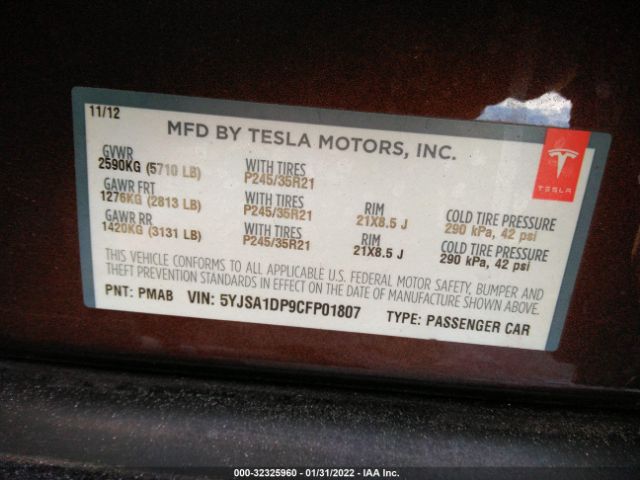 11/12
MFD BY TESLA MOTORS, INC.
TESLA
GVWR
2590KG (5710 LB) WITH TIRES P245/35R21
GAWR FRT
1276KG (2813 LB) WITH TIRES P245/35R21 RIM 21X8.5 J COLD TIRE PRESSURE 290 kPa, 42 psi
GAWR RR
1420KG (3131 LB) WITH TIRES P245/35R21 RIM 21X8.5 J COLD TIRE PRESSURE 290 kPa, 42 psi
THIS VEHICLE CONFORMS TO ALL APPLICABLE U.S. FEDERAL MOTOR SAFETY, BUMPER AND
THEFT PREVENTION STANDARDS IN EFFECT ON THE DATE OF MANUFACTURE SHOWN ABOVE.
PNT: PMAB VIN: 5YJSA1DP9CFP01807 TYPE: PASSENGER CAR
000-32325960 - 01/31/2022 - IAA Inc.